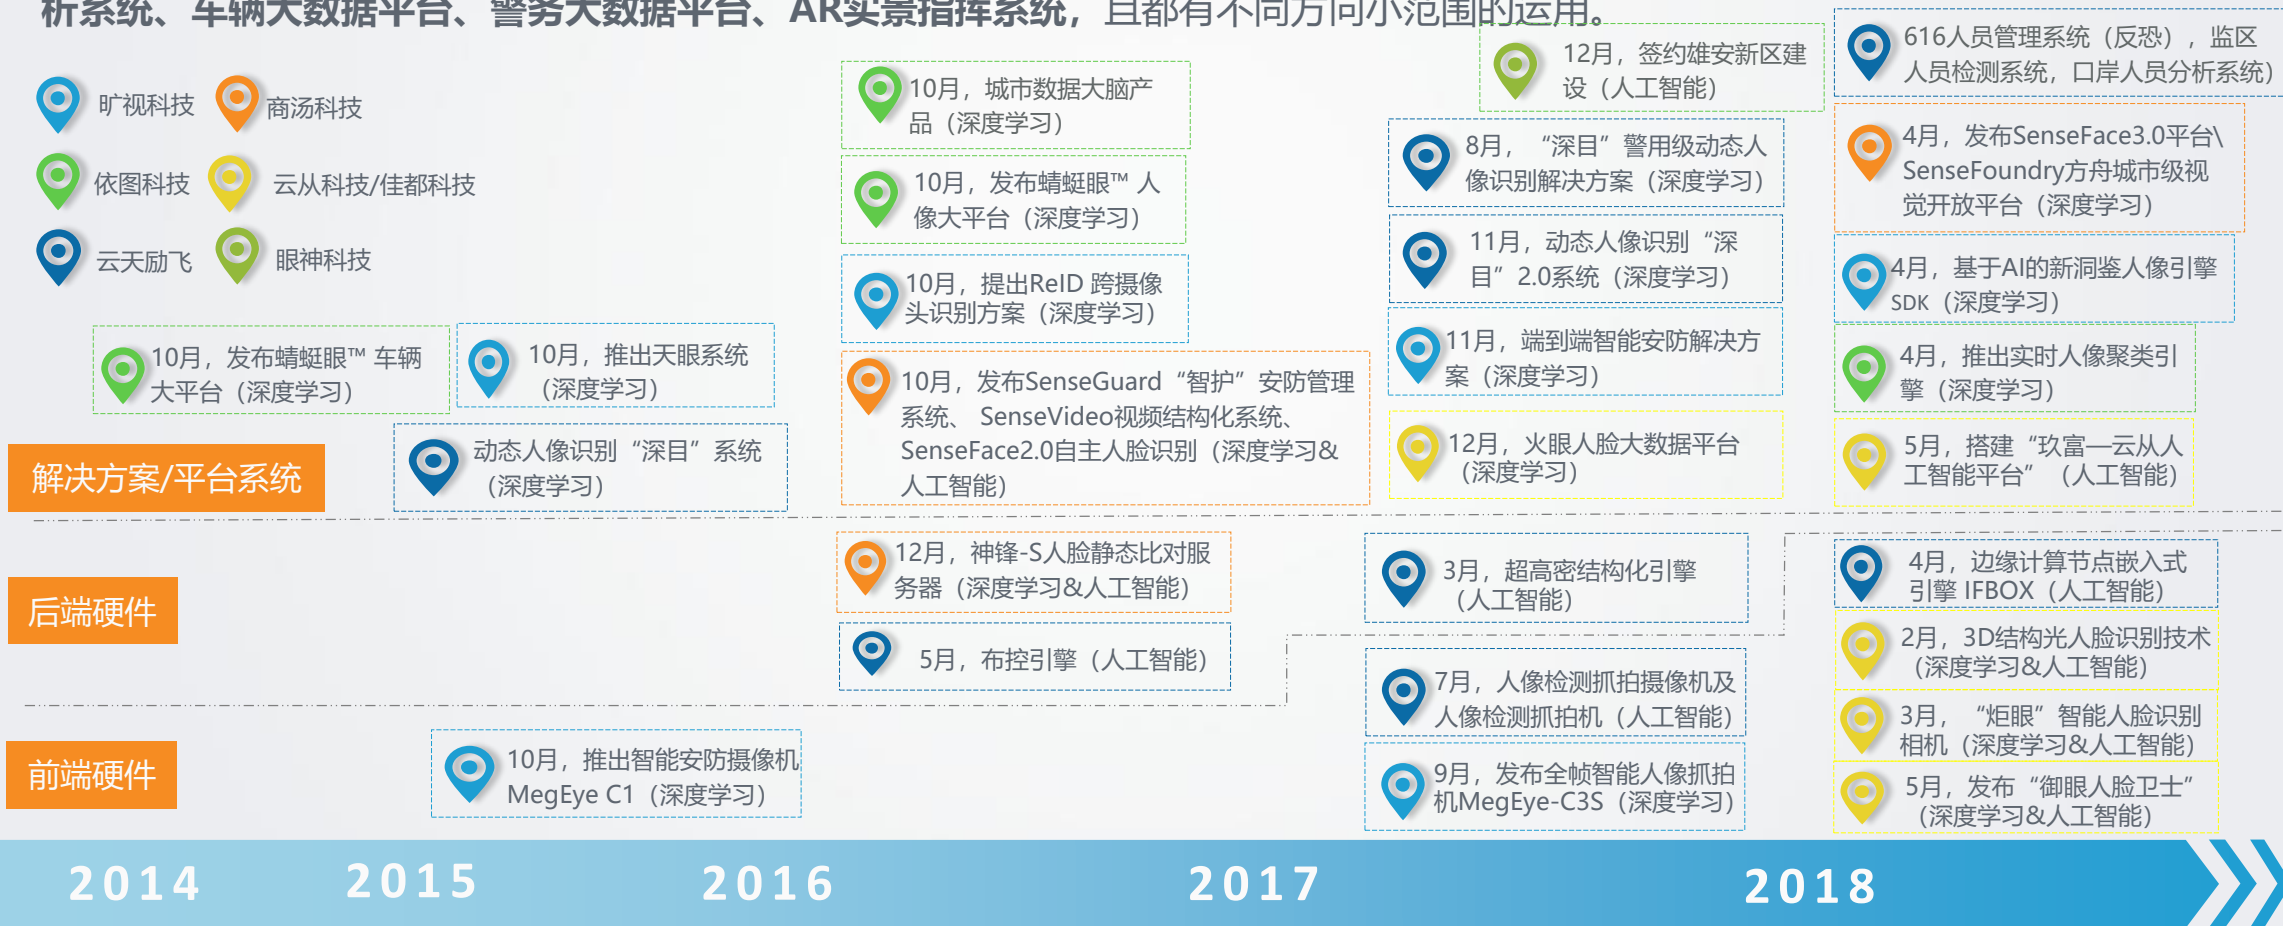 析系统、车辆大数据平台、警务大数据平台、AR实景指挥系统，且都有不同方向小范围的运用。
旷视科技
商汤科技
依图科技
云从科技/佳都科技
云天励飞
眼神科技
10月，发布蜻蜓眼™ 车辆
大平台（深度学习）
10月，推出天眼系统
（深度学习）
动态人像识别“深目”系统
（深度学习）
10月，城市数据大脑产
品（深度学习）
10月，发布蜻蜓眼™ 人
像大平台（深度学习）
10月，提出ReID 跨摄像
头识别方案（深度学习）
10月，发布SenseGuard“智护”安防管理
系统、 SenseVideo视频结构化系统、
SenseFace2.0自主人脸识别（深度学习&
人工智能）
12月，签约雄安新区建
设（人工智能）
8月，“深目”警用级动态人
像识别解决方案（深度学习）
11月，动态人像识别“深
目”2.0系统（深度学习）
11月，端到端智能安防解决方
案（深度学习）
12月，火眼人脸大数据平台
（深度学习）
616人员管理系统（反恐），监区
人员检测系统，口岸人员分析系统）
4月，发布SenseFace3.0平台\
SenseFoundry方舟城市级视
觉开放平台（深度学习）
4月，基于AI的新洞鉴人像引擎
SDK（深度学习）
4月，推出实时人像聚类引
擎（深度学习）
5月，搭建“玖富—云从人
工智能平台”（人工智能）
解决方案/平台系统
12月，神锋-S人脸静态比对服
务器（深度学习&人工智能）
5月，布控引擎（人工智能）
3月，超高密结构化引擎
（人工智能）
4月，边缘计算节点嵌入式
引擎 IFBOX（人工智能）
后端硬件
10月，推出智能安防摄像机
MegEye C1（深度学习）
7月，人像检测抓拍摄像机及
人像检测抓拍机（人工智能）
9月，发布全帧智能人像抓拍
机MegEye-C3S（深度学习）
2月，3D结构光人脸识别技术
（深度学习&人工智能）
3月，“炬眼”智能人脸识别
相机（深度学习&人工智能）
5月，发布“御眼人脸卫士”
（深度学习&人工智能）
前端硬件
2014
2015
2016
2017
2018